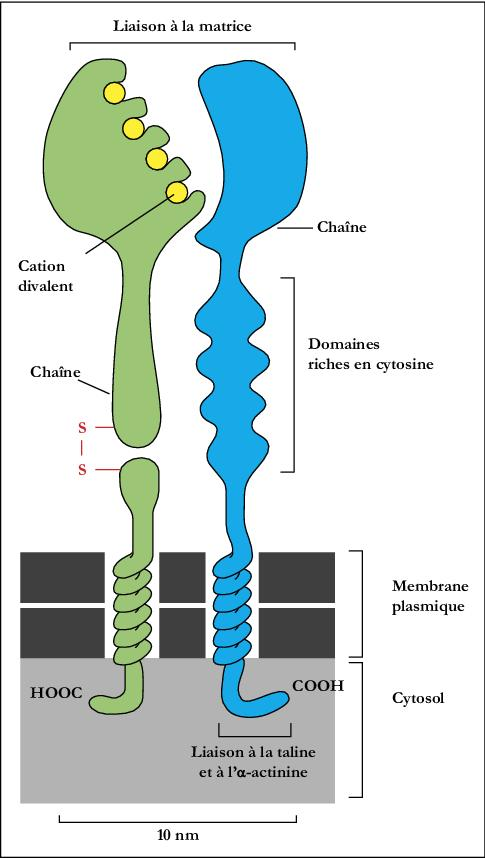 Liaison à la matrice
Chaîne
Cation
divalent
Domaines
riches en cytosine
Chaîne
S
S
Membrane
plasmique
HOOC
COOH
Cytosol
Liaison à la taline
et à l'α-actinine
10 nm